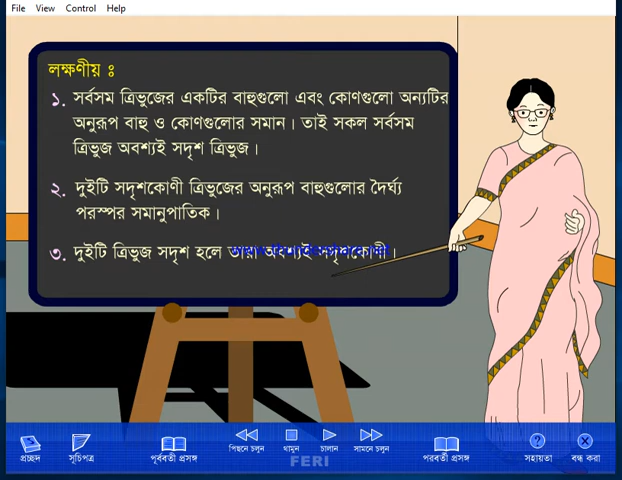 File View Control Help
লক্ষণীয় ঃ
১. সর্বসম ত্রিভুজের একটির বাহুগুলো এবং কোণগুলো অন্যটির
অনুরূপ বাহু ও কোণগুলোর সমান। তাই সকল সর্বসম
ত্রিভুজ অবশ্যই সদৃশ ত্রিভুজ।
২. দুইটি সদৃশকোণী ত্রিভুজের অনুরূপ বাহুগুলোর দৈর্ঘ্য
পরস্পর সমানুপাতিক।
৩. দুইটি ত্রিভুজ সদৃশ হলে তারা অবশ্যই সদৃশকোণী।
প্রচ্ছদ সূচিপত্র পূর্ববর্তী প্রসঙ্গ পিছনে চলুন থামুন চালান সামনে চলুন পরবর্তী প্রসঙ্গ সহায়তা বন্ধ করা
FERI